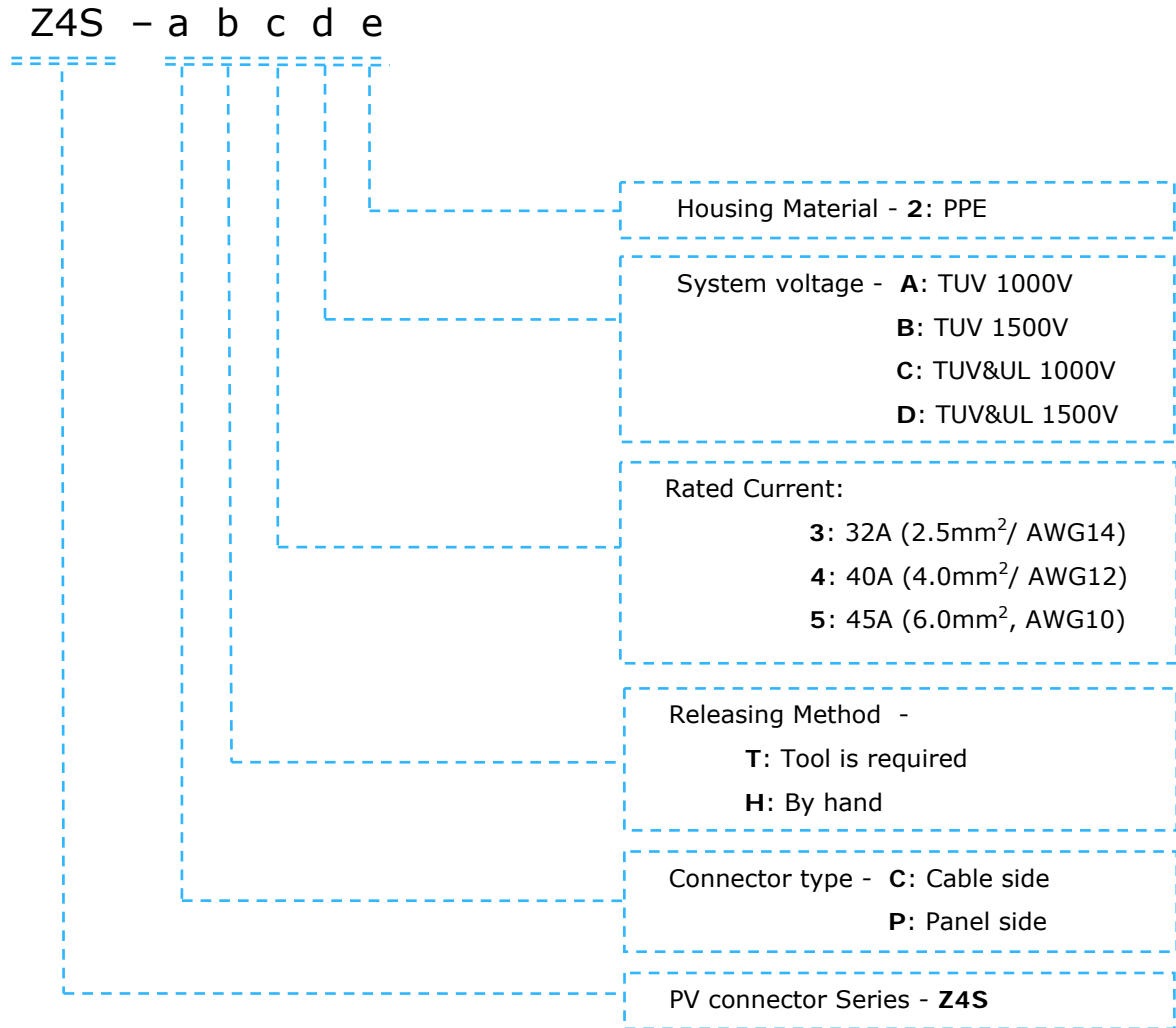 Z4S – a b c d e
Housing Material - 2: PPE
System voltage - A: TUV 1000V
B: TUV 1500V
C: TUV&UL 1000V
D: TUV&UL 1500V
Rated Current:
3: 32A (2.5mm²/ AWG14)
4: 40A (4.0mm²/ AWG12)
5: 45A (6.0mm², AWG10)
Releasing Method -
T: Tool is required
H: By hand
Connector type - C: Cable side
P: Panel side
PV connector Series - Z4S